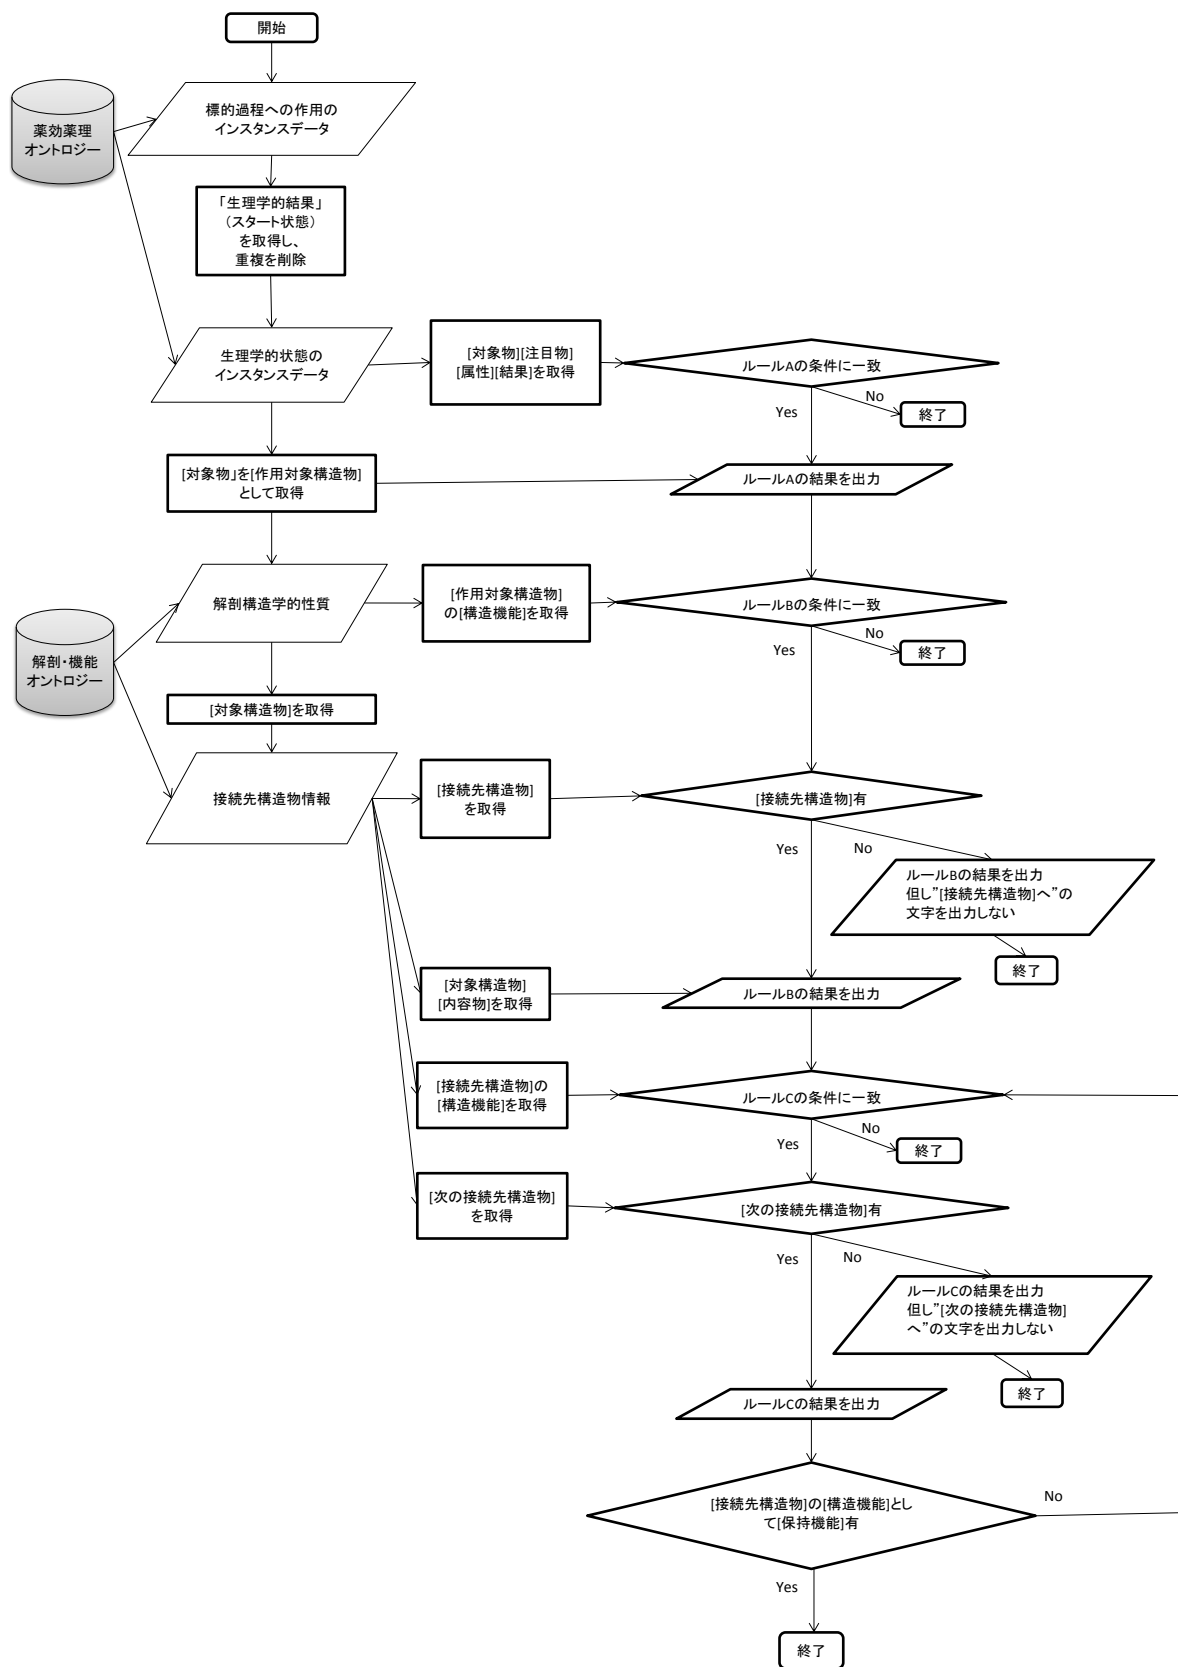 開始
薬効薬理
オントロジー
標的過程への作用の
インスタンスデータ
「生理学的結果」
（スタート状態）
を取得し、
重複を削除
生理学的状態の
インスタンスデータ
[対象物][注目物]
[属性][結果]を取得
ルールAの条件に一致
No
終了
Yes
[対象物」を[作用対象構造物]
として取得
ルールAの結果を出力
解剖・機能
オントロジー
解剖構造学的性質
[作用対象構造物]
の[構造機能]を取得
ルールBの条件に一致
No
終了
Yes
[対象構造物]を取得
接続先構造物情報
[接続先構造物]
を取得
[接続先構造物]有
Yes
No
ルールBの結果を出力
但し”[接続先構造物]へ”の
文字を出力しない
終了
[対象構造物]
[内容物]を取得
ルールBの結果を出力
[接続先構造物]の
[構造機能]を取得
ルールCの条件に一致
No
終了
Yes
[次の接続先構造物]
を取得
[次の接続先構造物]有
Yes
No
ルールCの結果を出力
但し”[次の接続先構造物]
へ”の文字を出力しない
終了
ルールCの結果を出力
[接続先構造物]の[構造機能]とし
て[保持機能]有
No
Yes
終了